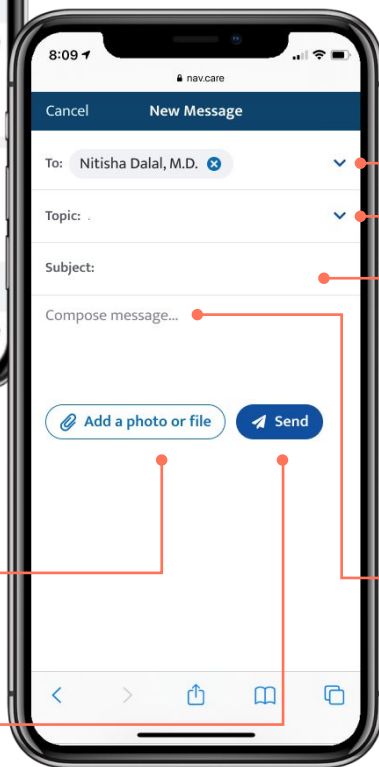 8:09
nav.care
Cancel New Message
To: Nitisha Dalal, M.D.
Topic: .
Subject:
Compose message...
Add a photo or file Send